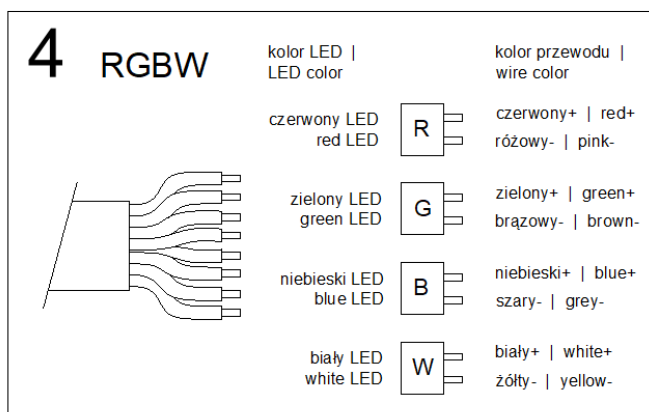 4 RGBW
kolor LED |
LED color
kolor przewodu |
wire color
czerwony LED
red LED
R
czerwony+ | red+
różowy- | pink-
zielony LED
green LED
G
zielony+ | green+
brązowy- | brown-
niebieski LED
blue LED
B
niebieski+ | blue+
szary- | grey-
biały LED
white LED
W
biały+ | white+
żółty- | yellow-